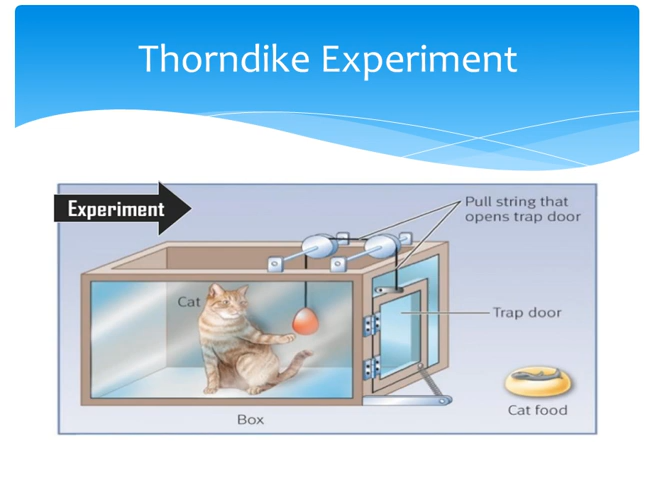 Thorndike Experiment
Experiment
Pull string that
opens trap door
Cat
Trap door
Cat food
Box